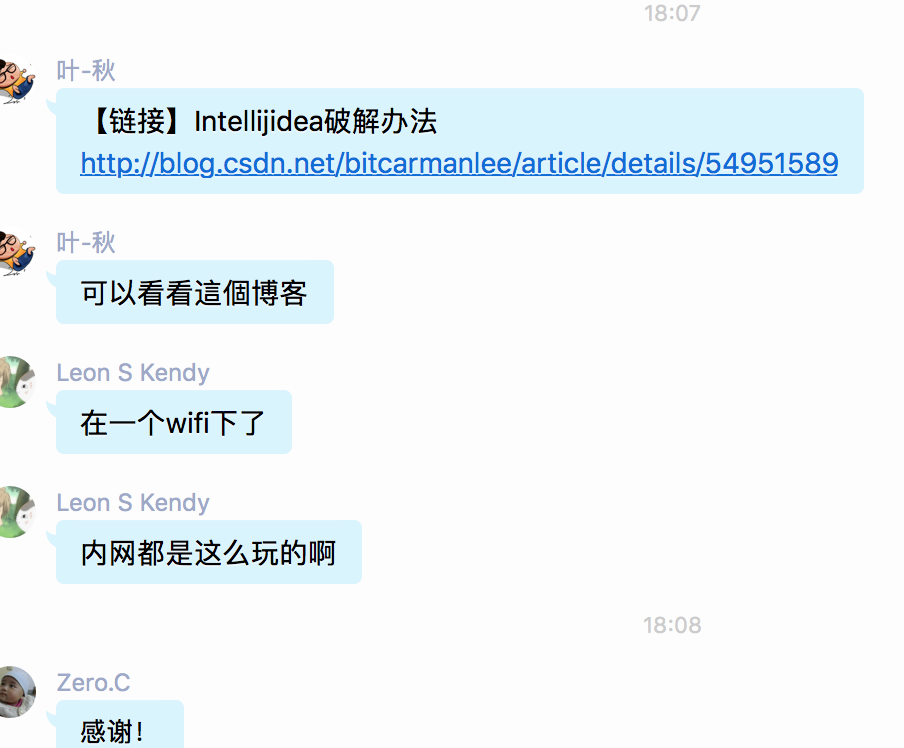 18:07
叶-秋
【链接】Intellijidea破解办法
http://blog.csdn.net/bitcarmanlee/article/details/54951589
叶-秋
可以看看這個博客
Leon S Kendy
在一个wifi下了
Leon S Kendy
内网都是这么玩的啊
18:08
Zero.C
感谢！